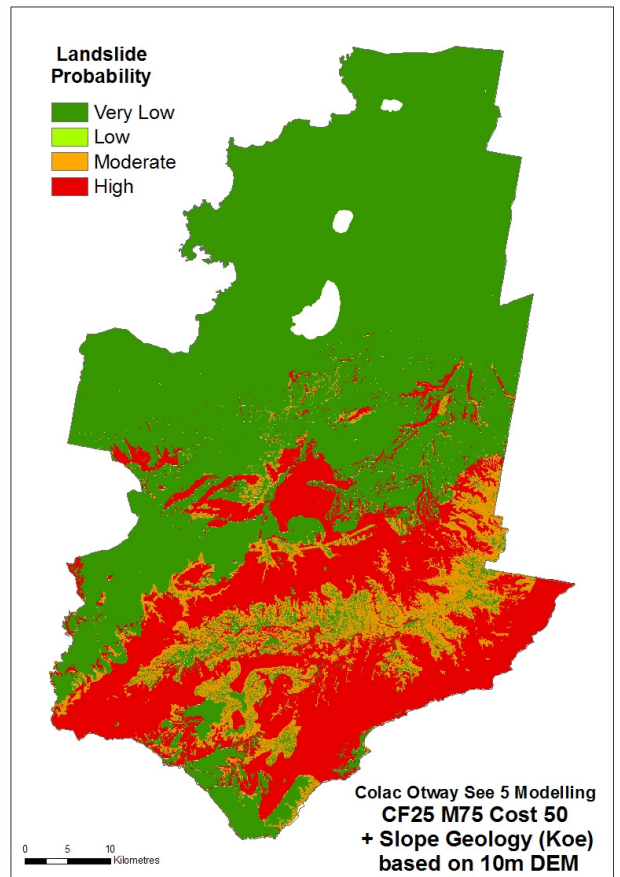 Landslide
Probability
Very Low
Low
Moderate
High
Colac Otway See 5 Modelling
CF25 M75 Cost 50
+ Slope Geology (Koe)
based on 10m DEM
0 5 10
Kilometres